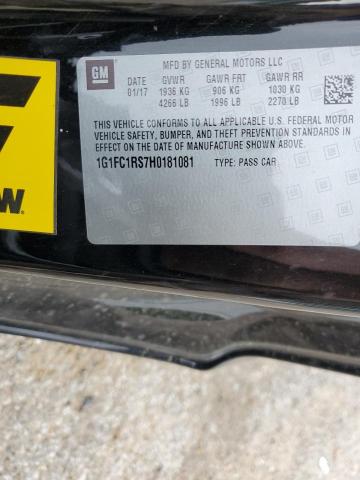 GM
MFD BY GENERAL MOTORS LLC
DATE GVWR GAWR FRT GAWR RR
01/17 1936 KG 906 KG 1030 KG
4266 LB 1996 LB 2270 LB
THIS VEHICLE CONFORMS TO ALL APPLICABLE U.S. FEDERAL MOTOR
VEHICLE SAFETY, BUMPER, AND THEFT PREVENTION STANDARDS IN
EFFECT ON THE DATE OF MANUFACTURE SHOWN ABOVE.
1G1FC1RS7H0181081 TYPE: PASS CAR